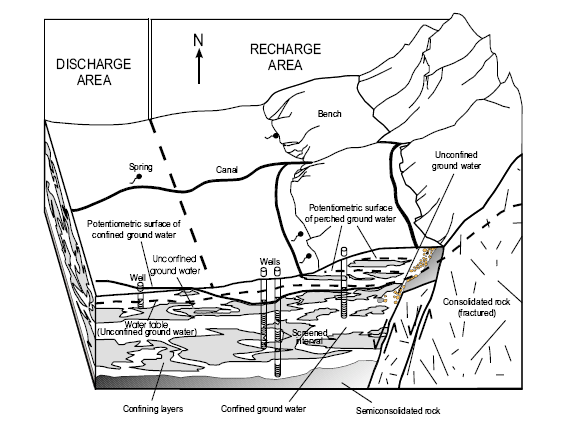 N
DISCHARGE
AREA
RECHARGE
AREA
Bench
Unconfined
ground water
Spring
Canal
Potentiometric surface of
confined ground water
Potentiometric surface
of perched ground water
Unconfined
ground water
Well
Wells
Consolidated rock
(fractured)
Water table
(Unconfined ground water)
Screened
interval
Confining layers
Confined ground water
Semiconsolidated rock